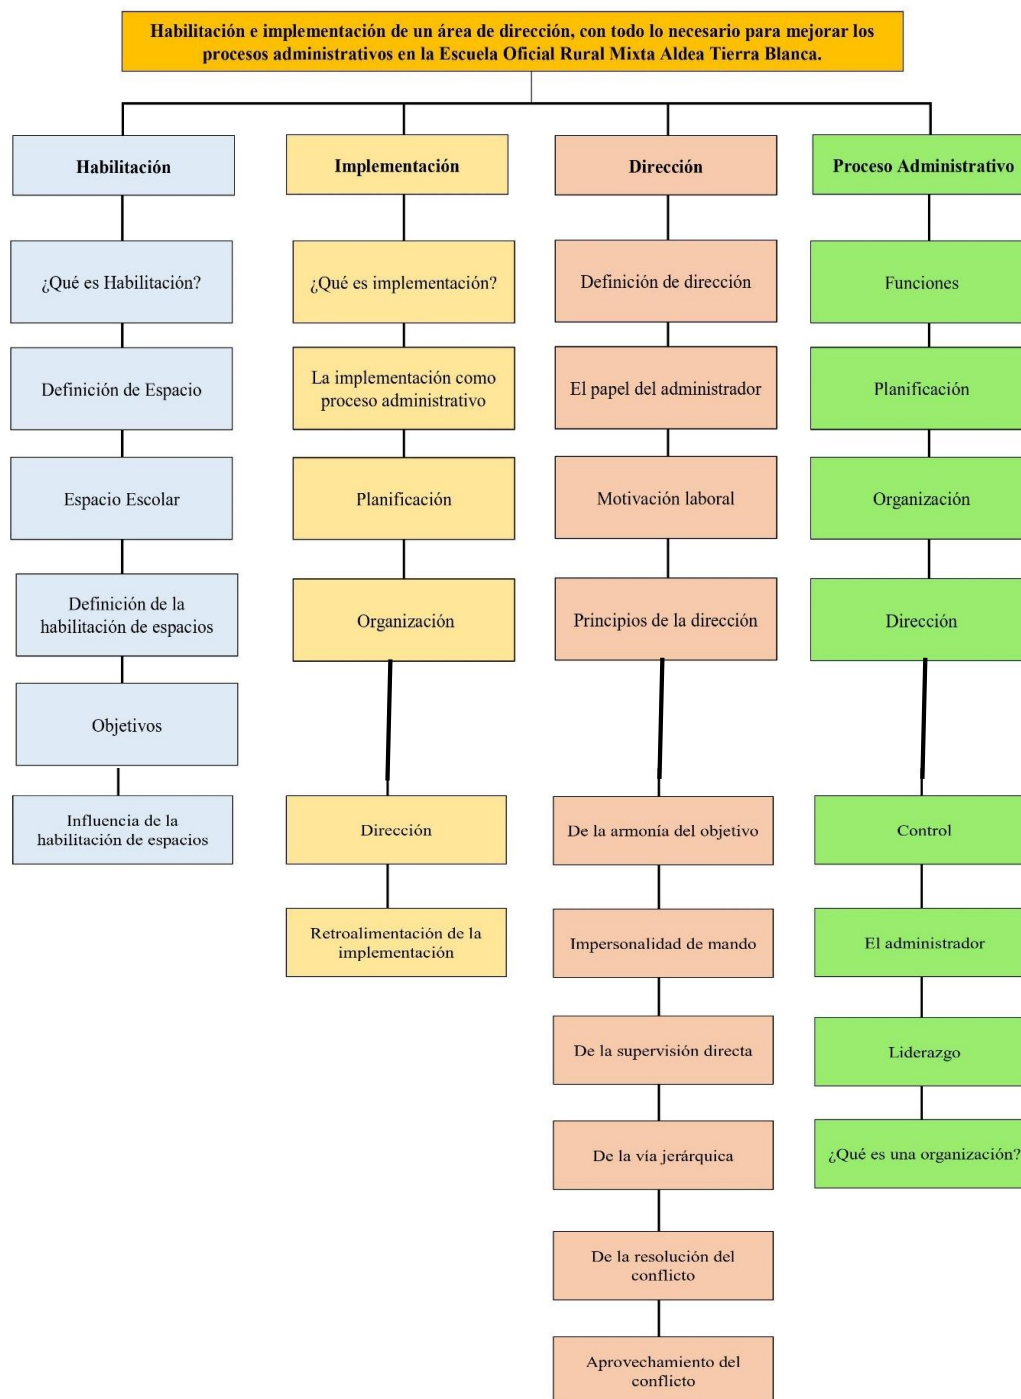 Habilitación e implementación de un área de dirección, con todo lo necesario para mejorar los
procesos administrativos en la Escuela Oficial Rural Mixta Aldea Tierra Blanca.
Habilitación
¿Qué es Habilitación?
Definición de Espacio
Espacio Escolar
Definición de la
habilitación de espacios
Objetivos
Influencia de la
habilitación de espacios
Implementación
¿Qué es implementación?
La implementación como
proceso administrativo
Planificación
Organización
Dirección
Retroalimentación de la
implementación
Dirección
Definición de dirección
El papel del administrador
Motivación laboral
Principios de la dirección
De la armonía del objetivo
Impersonalidad de mando
De la supervisión directa
De la vía jerárquica
De la resolución del
conflicto
Aprovechamiento del
conflicto
Proceso Administrativo
Funciones
Planificación
Organización
Dirección
Control
El administrador
Liderazgo
¿Qué es una organización?